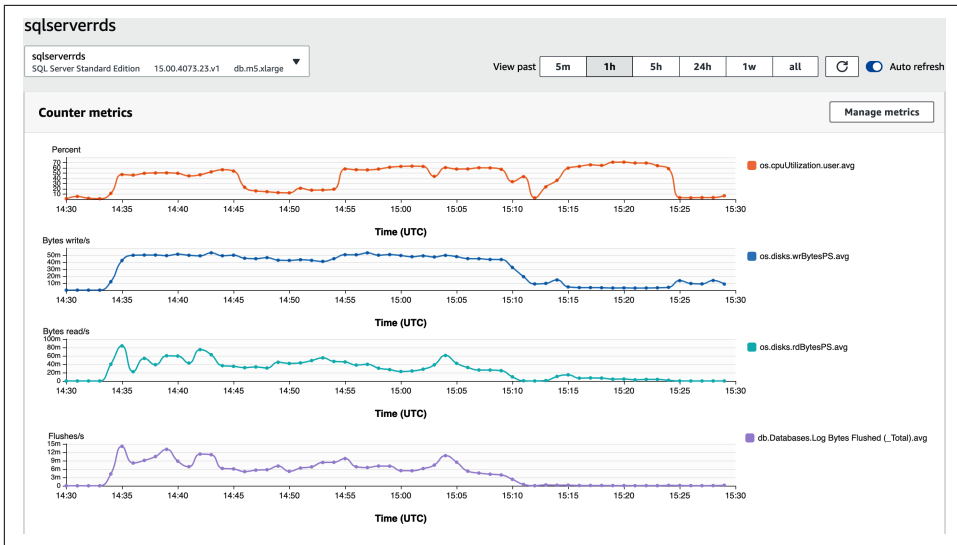 sqlserverrds
sqlserverrds
SQL Server Standard Edition 15.00.4073.23.v1 db.m5.xlarge
View past 5m 1h 5h 24h 1w all Auto refresh
Counter metrics
Manage metrics
Percent
70
60
50
40
30
20
10
os.cpuUtilization.user.avg
14:30 14:35 14:40 14:45 14:50 14:55 15:00 15:05 15:10 15:15 15:20 15:25 15:30
Time (UTC)
Bytes write/s
50m
40m
30m
20m
10m
os.disks.wrBytesPS.avg
14:30 14:35 14:40 14:45 14:50 14:55 15:00 15:05 15:10 15:15 15:20 15:25 15:30
Time (UTC)
Bytes read/s
100m
80m
60m
40m
20m
0
os.disks.rdBytesPS.avg
14:30 14:35 14:40 14:45 14:50 14:55 15:00 15:05 15:10 15:15 15:20 15:25 15:30
Time (UTC)
Flushes/s
15m
12m
9m
6m
3m
0
db.Databases.Log Bytes Flushed (_Total).avg
14:30 14:35 14:40 14:45 14:50 14:55 15:00 15:05 15:10 15:15 15:20 15:25 15:30
Time (UTC)